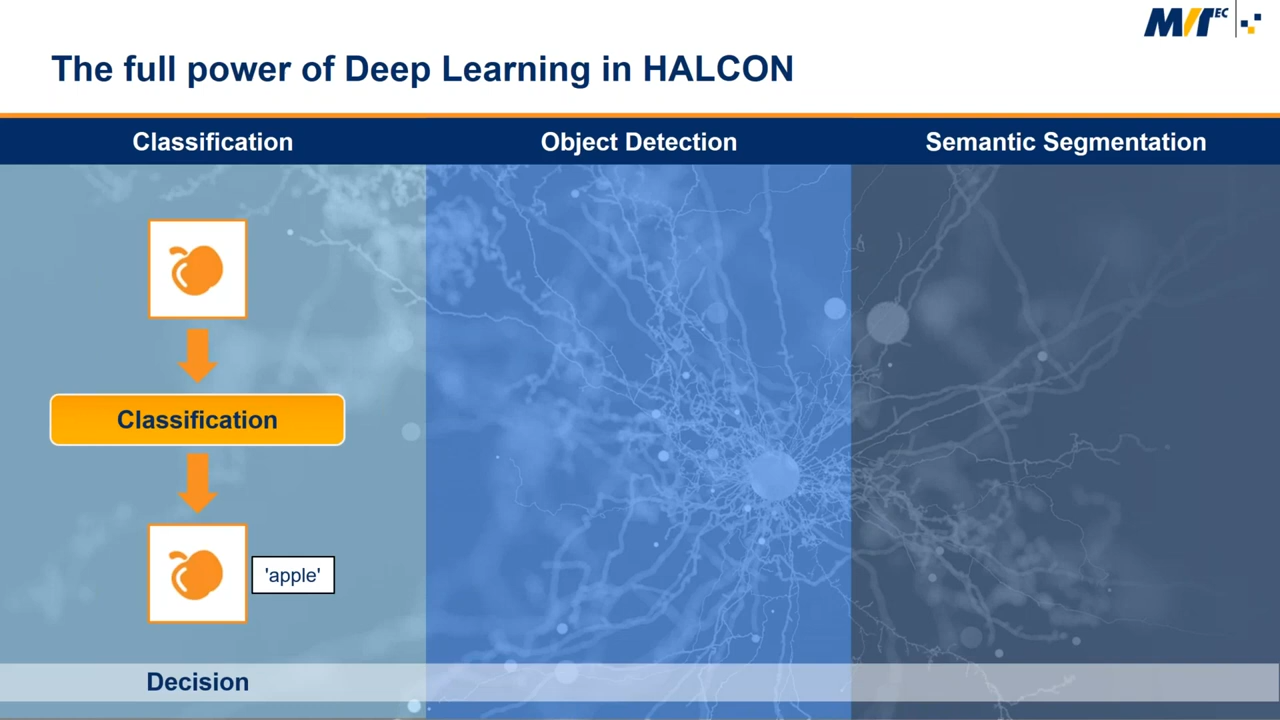 MVTEC
The full power of Deep Learning in HALCON
Classification
Object Detection
Semantic Segmentation
Classification
'apple'
Decision